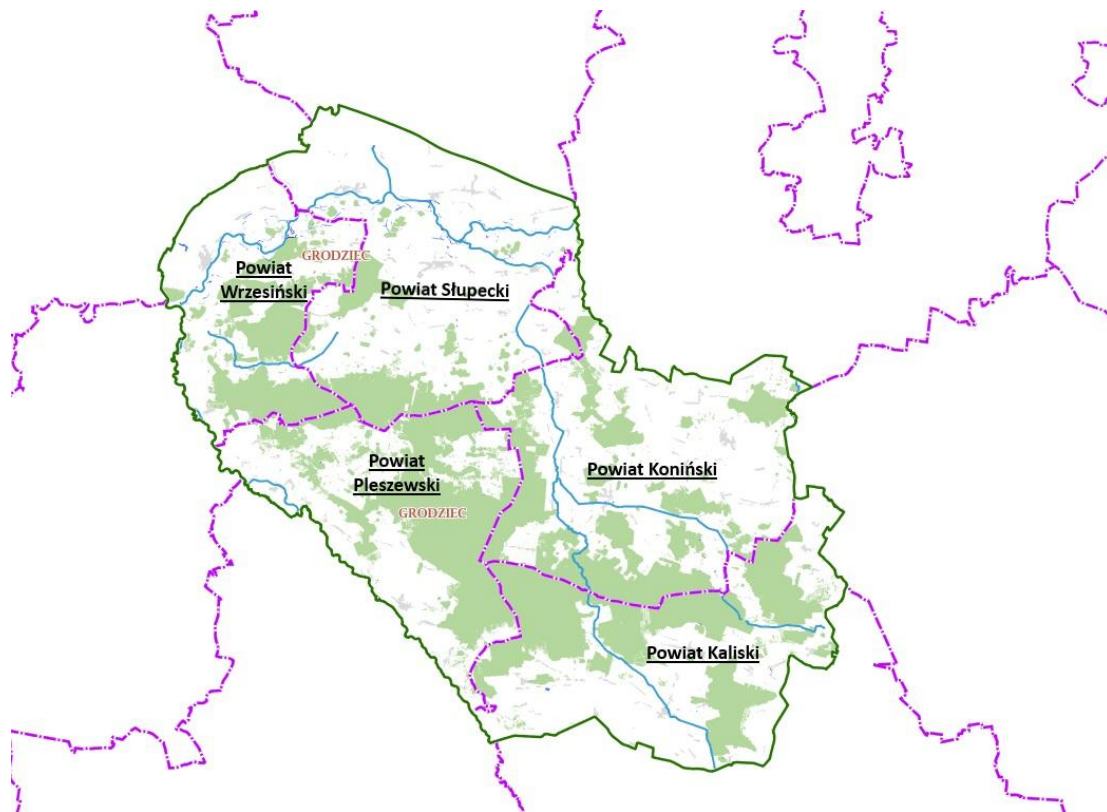 GRODZIEC
Powiat
Wrzesiński
Powiat Słupecki
Powiat
Pleszewski
Powiat Koniński
GRODZIEC
Powiat Kaliski